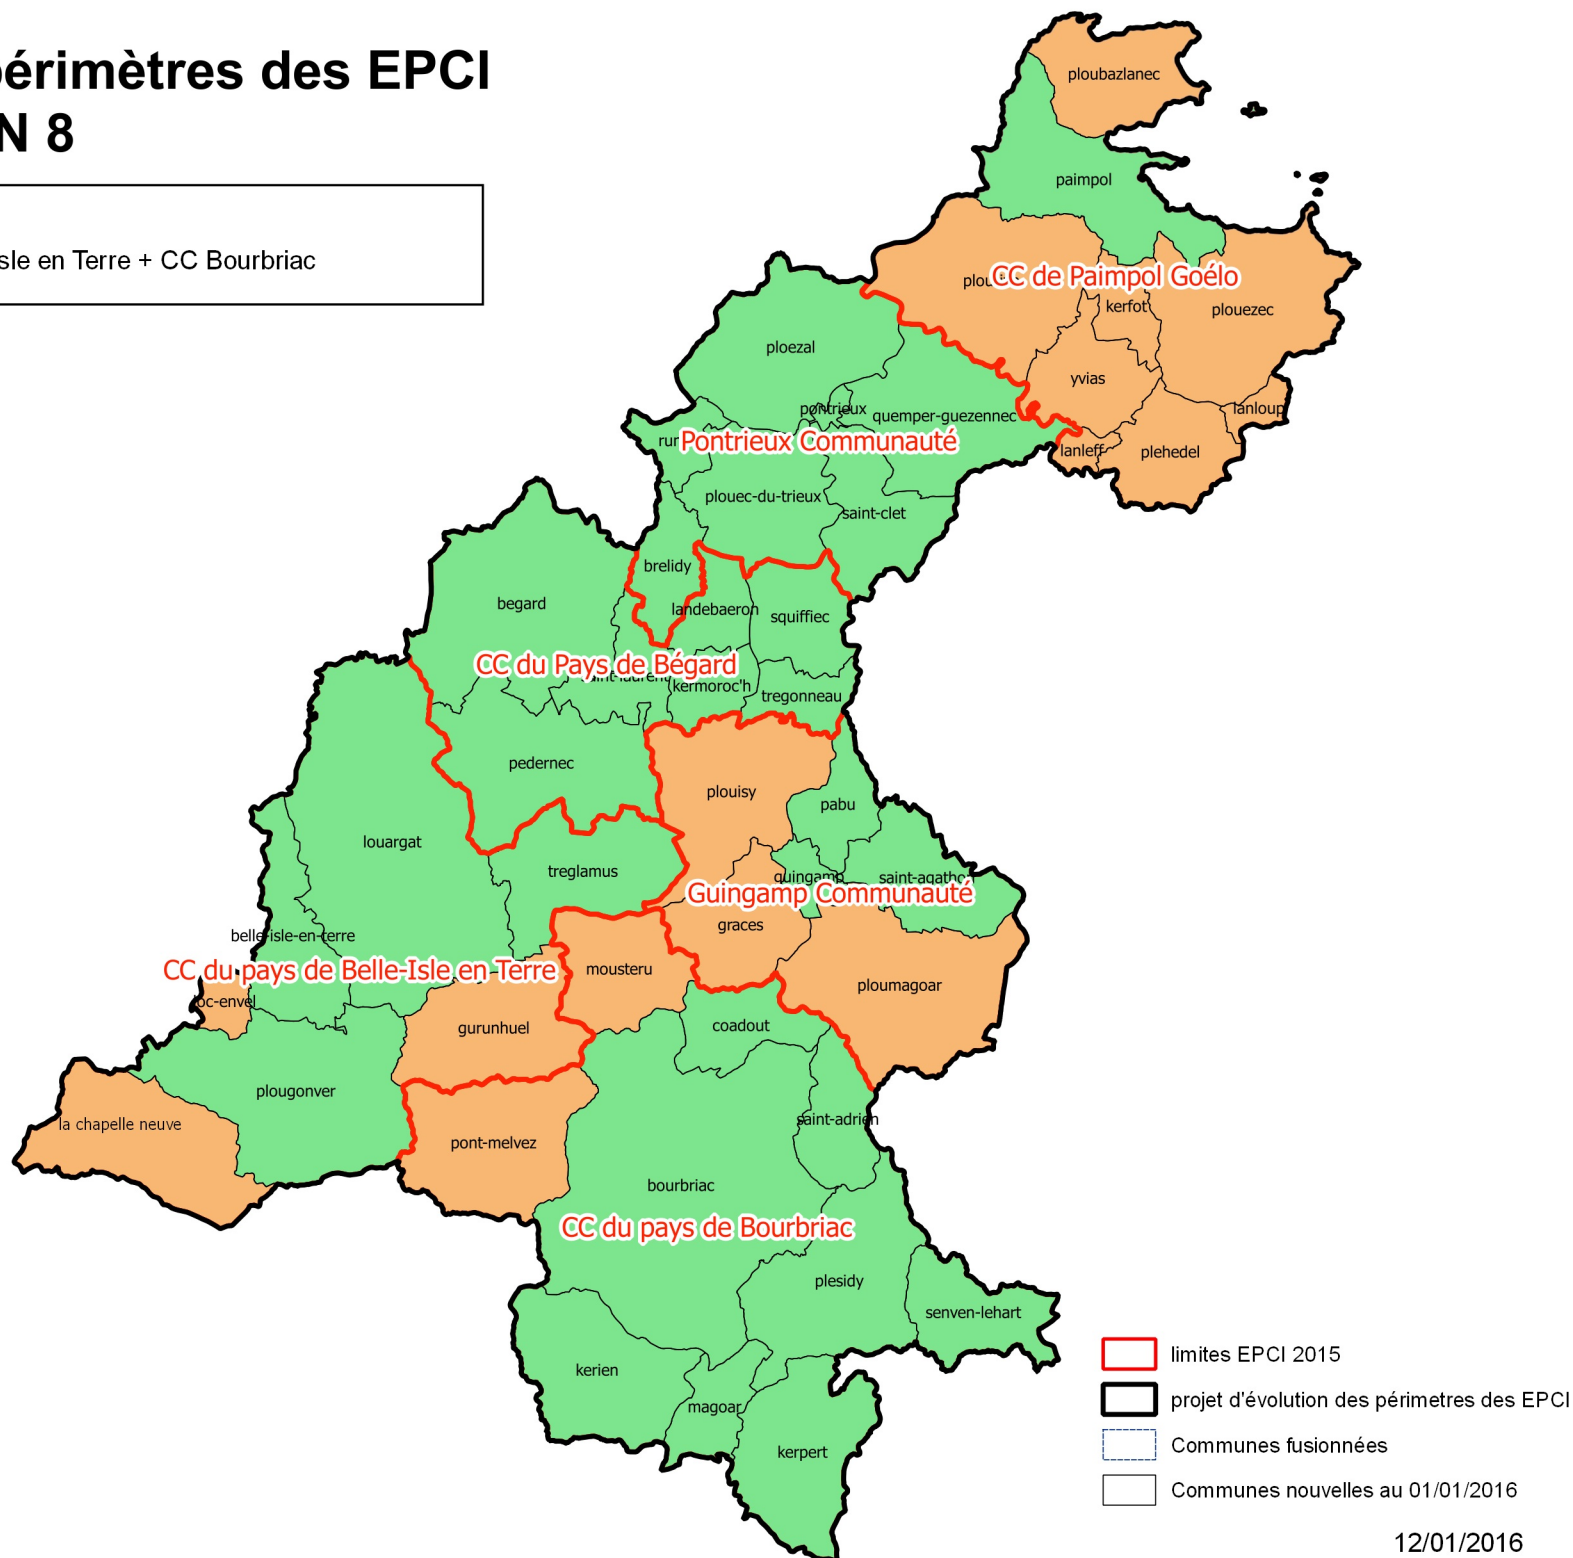 périmètres des EPCI
N 8
sle en Terre + CC Bourbriac
ploubazlanec
paimpol
CC de Paimpol Goélo
kerfot
plouezec
ploezal
yvias
pontrieux
quemper-guezennec
lanloup
Pontrieux Communauté
lanleff
plehedel
plouec-du-trieux
saint-clet
brelidy
begard
landebaeron
squiffiec
CC du Pays de Bégard
saint-laurent
kermoroc'h
tregonneau
pedernec
plouisy
pabu
louargat
treglamus
guingamp
saint-agathon
Guingamp Communauté
graces
belle-isle-en-terre
CC du pays de Belle-Isle en Terre
mousteru
ploumagoar
loc-envel
gurunhuel
coadout
plougonver
la chapelle neuve
saint-adrien
pont-melvez
bourbriac
CC du pays de Bourbriac
plesidy
senven-lehart
kerien
magoar
kerpert
limites EPCI 2015
projet d'évolution des périmetres des EPCI
Communes fusionnées
Communes nouvelles au 01/01/2016
12/01/2016